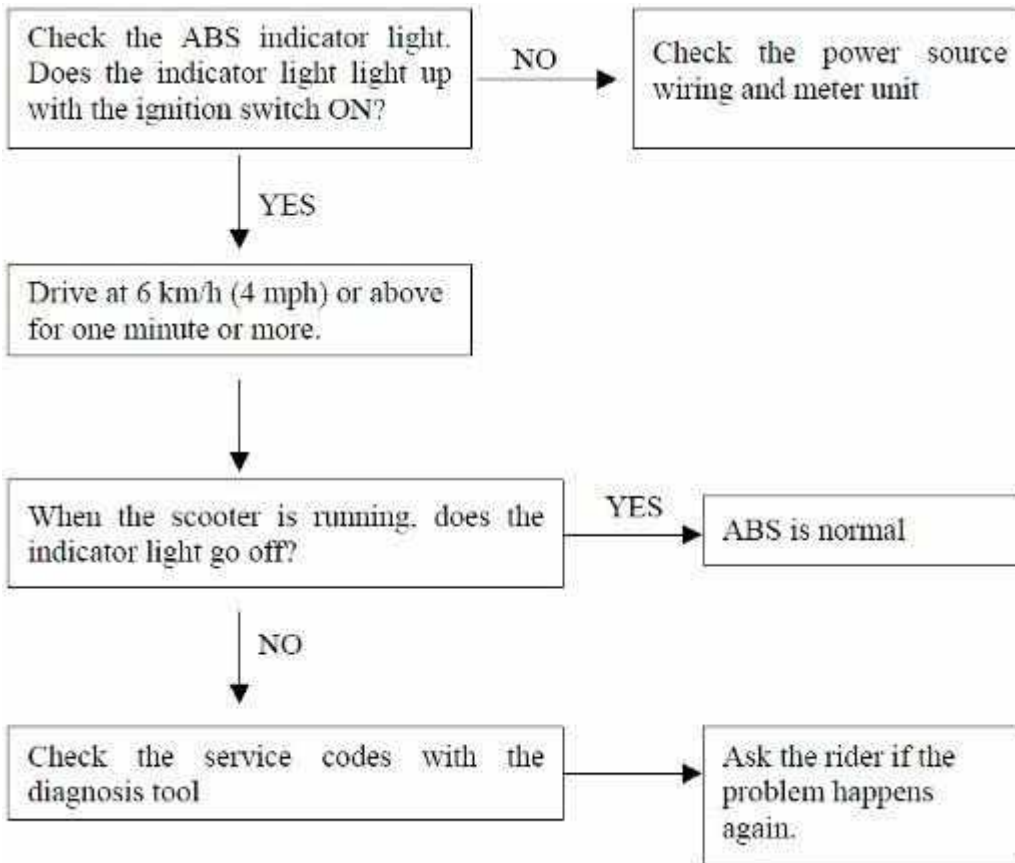 Check the ABS indicator light.
Does the indicator light light up
with the ignition switch ON?
NO
Check the power source
wiring and meter unit
YES
Drive at 6 km/h (4 mph) or above
for one minute or more.
When the scooter is running. does the
indicator light go off?
YES
ABS is normal
NO
Check the service codes with the
diagnosis tool
Ask the rider if the
problem happens
again.